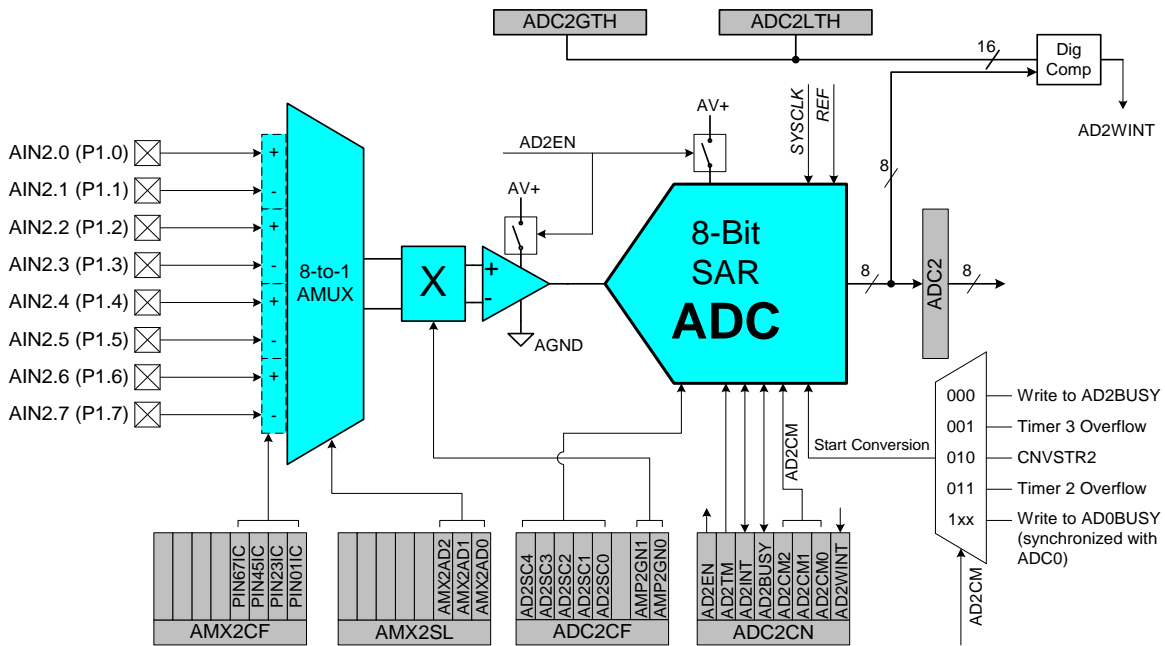 ADC2GTH
ADC2LTH
16
Dig
Comp
AD2WINT
SYSCLK
REF
AV+
AD2EN
AV+
8
AIN2.0 (P1.0)
AIN2.1 (P1.1)
AIN2.2 (P1.2)
AIN2.3 (P1.3)
AIN2.4 (P1.4)
AIN2.5 (P1.5)
AIN2.6 (P1.6)
AIN2.7 (P1.7)
+
-
+
-
+
-
+
-
8-to-1
AMUX
X
+
-
AGND
8-Bit
SAR
ADC
8
ADC2
8
Start Conversion
AD2CM
000
001
010
011
1xx
Write to AD2BUSY
Timer 3 Overflow
CNVSTR2
Timer 2 Overflow
Write to AD0BUSY
(synchronized with
ADC0)
AD2CM
PIN67IC
PIN45IC
PIN23IC
PIN01IC
AMX2CF
AMX2AD2
AMX2AD1
AMX2AD0
AMX2SL
AD2SC4
AD2SC3
AD2SC2
AD2SC1
AD2SC0
AMP2GN1
AMP2GN0
ADC2CF
AD2EN
AD2TM
AD2INT
AD2BUSY
AD2CM2
AD2CM1
AD2CM0
AD2WINT
ADC2CN